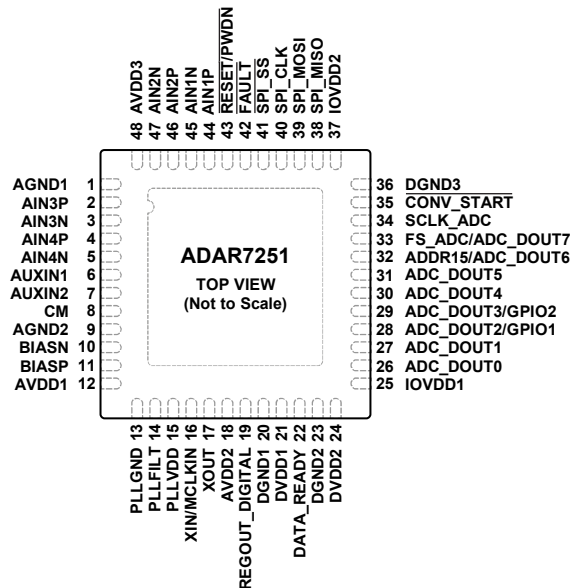 48 AVDD3
47 AIN2N
46 AIN2P
45 AIN1N
44 AIN1P
43 RESET/PWDN
42 FAULT
41 SPI_SS
40 SPI_CLK
39 SPI_MOSI
38 SPI_MISO
37 IOVDD2
AGND1 1
AIN3P 2
AIN3N 3
AIN4P 4
AIN4N 5
AUXIN1 6
AUXIN2 7
CM 8
AGND2 9
BIASN 10
BIASP 11
AVDD1 12
ADAR7251
TOP VIEW
(Not to Scale)
36 DGND3
35 CONV_START
34 SCLK_ADC
33 FS_ADC/ADC_DOUT7
32 ADDR15/ADC_DOUT6
31 ADC_DOUT5
30 ADC_DOUT4
29 ADC_DOUT3/GPIO2
28 ADC_DOUT2/GPIO1
27 ADC_DOUT1
26 ADC_DOUT0
25 IOVDD1
PLLGND 13
PLLFILT 14
PLLVDD 15
XIN/MCLKIN 16
XOUT 17
AVDD2 18
REGOUT_DIGITAL 19
DGND1 20
DVDD1 21
DATA_READY 22
DGND2 23
DVDD2 24